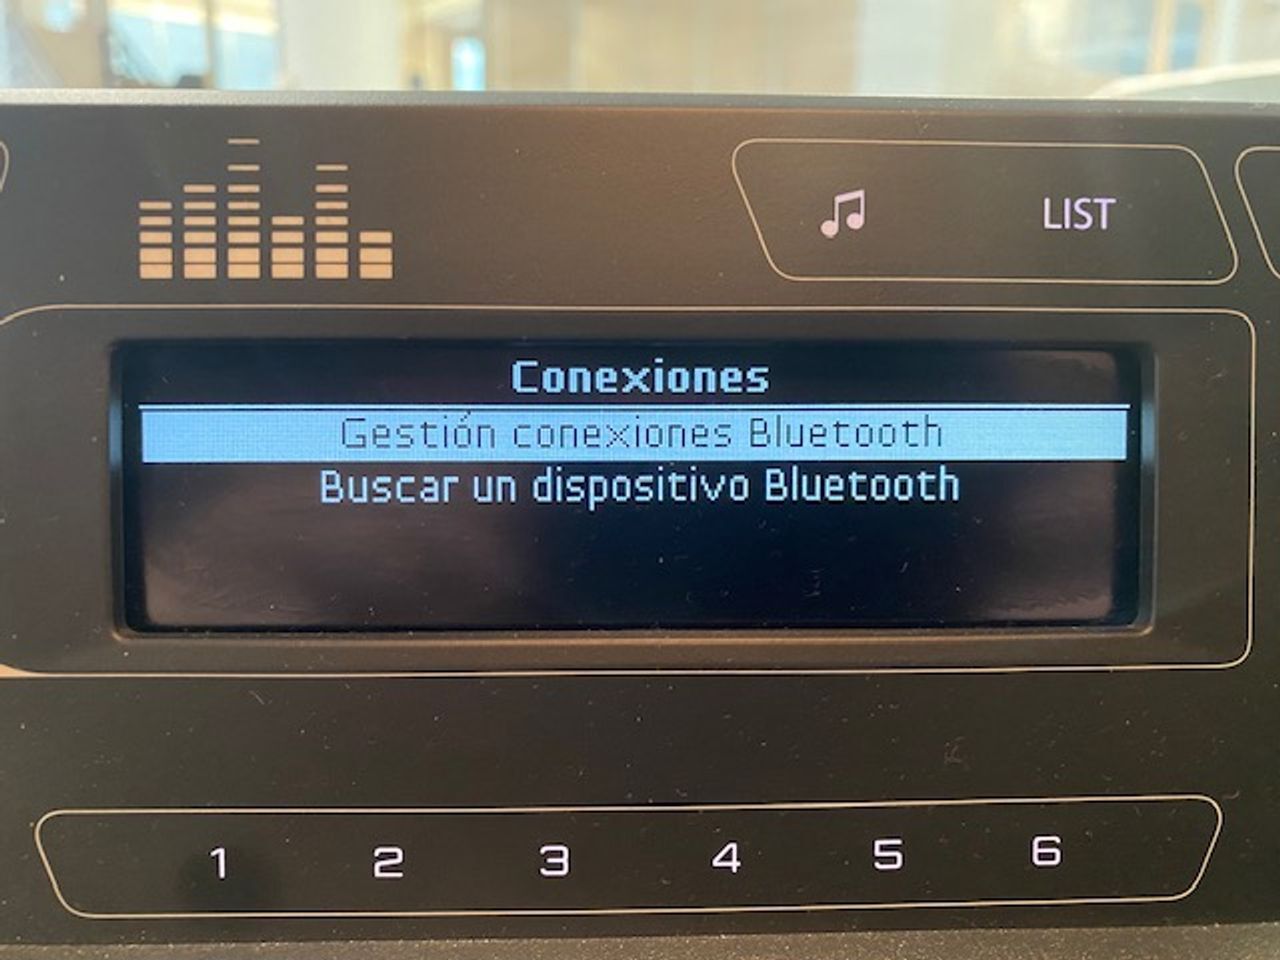 LIST
Conexiones
Gestión conexiones Bluetooth
Buscar un dispositivo Bluetooth
1 2 3 4 5 6